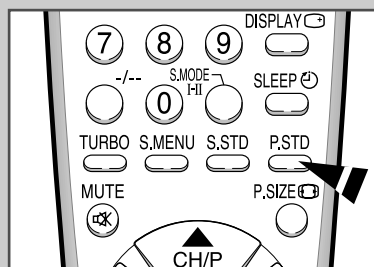 DISPLAY
7 8 9
-/-- S.MODE SLEEP
I-II
0
TURBO S.MENU S.STD P.STD
MUTE P.SIZE
CH/P